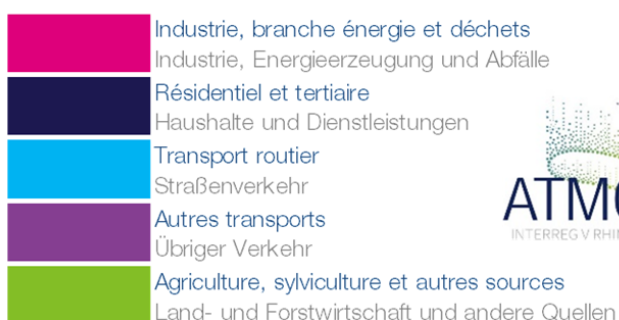 Industrie, branche énergie et déchets
Industrie, Energieerzeugung und Abfälle
Résidentiel et tertiaire
Haushalte und Dienstleistungen
Transport routier
Straßenverkehr
Autres transports
Übriger Verkehr
Agriculture, sylviculture et autres sources
Land- und Forstwirtschaft und andere Quellen
INTERREG V